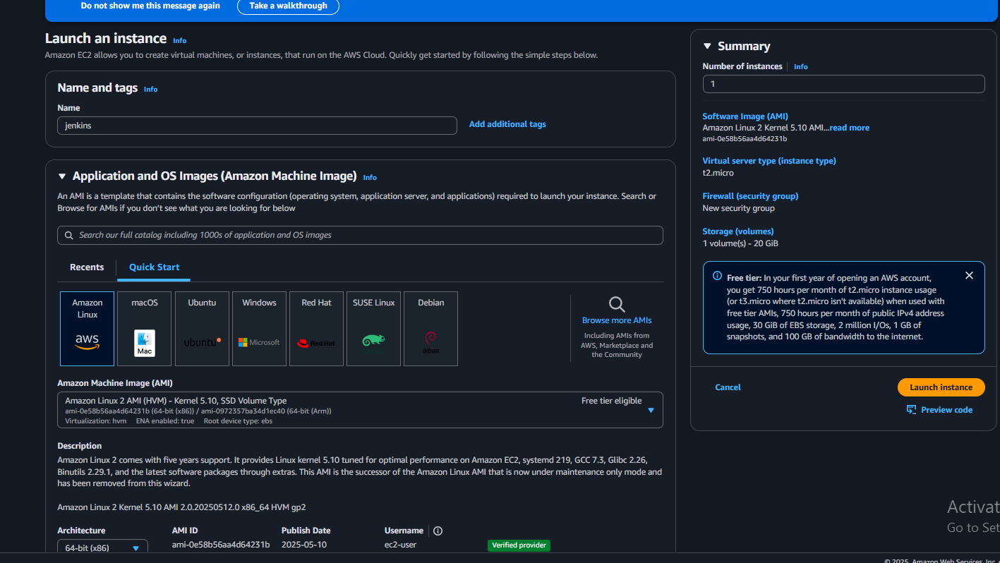 Do not show me this message again
Take a walkthrough
Launch an instance Info
Amazon EC2 allows you to create virtual machines, or instances, that run on the AWS Cloud. Quickly get started by following the simple steps below.
Name and tags Info
Name
jenkins
Add additional tags
Application and OS Images (Amazon Machine Image) Info
An AMI is a template that contains the software configuration (operating system, application server, and applications) required to launch your instance. Search or
Browse for AMIs if you don't see what you are looking for below
Search our full catalog including 1000s of application and OS images
Recents
Quick Start
Amazon
Linux
aws
macOS
Mac
Ubuntu
ubuntu
Windows
Microsoft
Red Hat
Red Hat
SUSE Linux
Debian
debian
Browse more AMIs
Including AMIs from
AWS, Marketplace and
the Community
Amazon Machine Image (AMI)
Amazon Linux 2 AMI (HVM) - Kernel 5.10, SSD Volume Type
Free tier eligible
ami-0e58b56aa4d64231b (64-bit (x86)) / ami-0972357ba34d1ec40 (64-bit (Arm))
Virtualization: hvm ENA enabled: true Root device type: ebs
Description
Amazon Linux 2 comes with five years support. It provides Linux kernel 5.10 tuned for optimal performance on Amazon EC2, systemd 219, GCC 7.3, Glibc 2.26,
Binutils 2.29.1, and the latest software packages through extras. This AMI is the successor of the Amazon Linux AMI that is now under maintenance only mode and
has been removed from this wizard.
Amazon Linux 2 Kernel 5.10 AMI 2.0.20250512.0 x86_64 HVM gp2
Architecture
64-bit (x86)
AMI ID
ami-0e58b56aa4d64231b
Publish Date
2025-05-10
Username
ec2-user
Verified provider
Summary
Number of instances Info
1
Software Image (AMI)
Amazon Linux 2 Kernel 5.10 AMI...read more
ami-0e58b56aa4d64231b
Virtual server type (instance type)
t2.micro
Firewall (security group)
New security group
Storage (volumes)
1 volume(s) - 20 GiB
Free tier: In your first year of opening an AWS account,
you get 750 hours per month of t2.micro instance usage
(or t3.micro where t2.micro isn't available) when used with
free tier AMIs, 750 hours per month of public IPv4 address
usage, 30 GiB of EBS storage, 2 million I/Os, 1 GB of
snapshots, and 100 GB of bandwidth to the internet.
Cancel
Launch instance
Preview code
Activat
Go to Set
© 2025, Amazon Web Services, Inc.